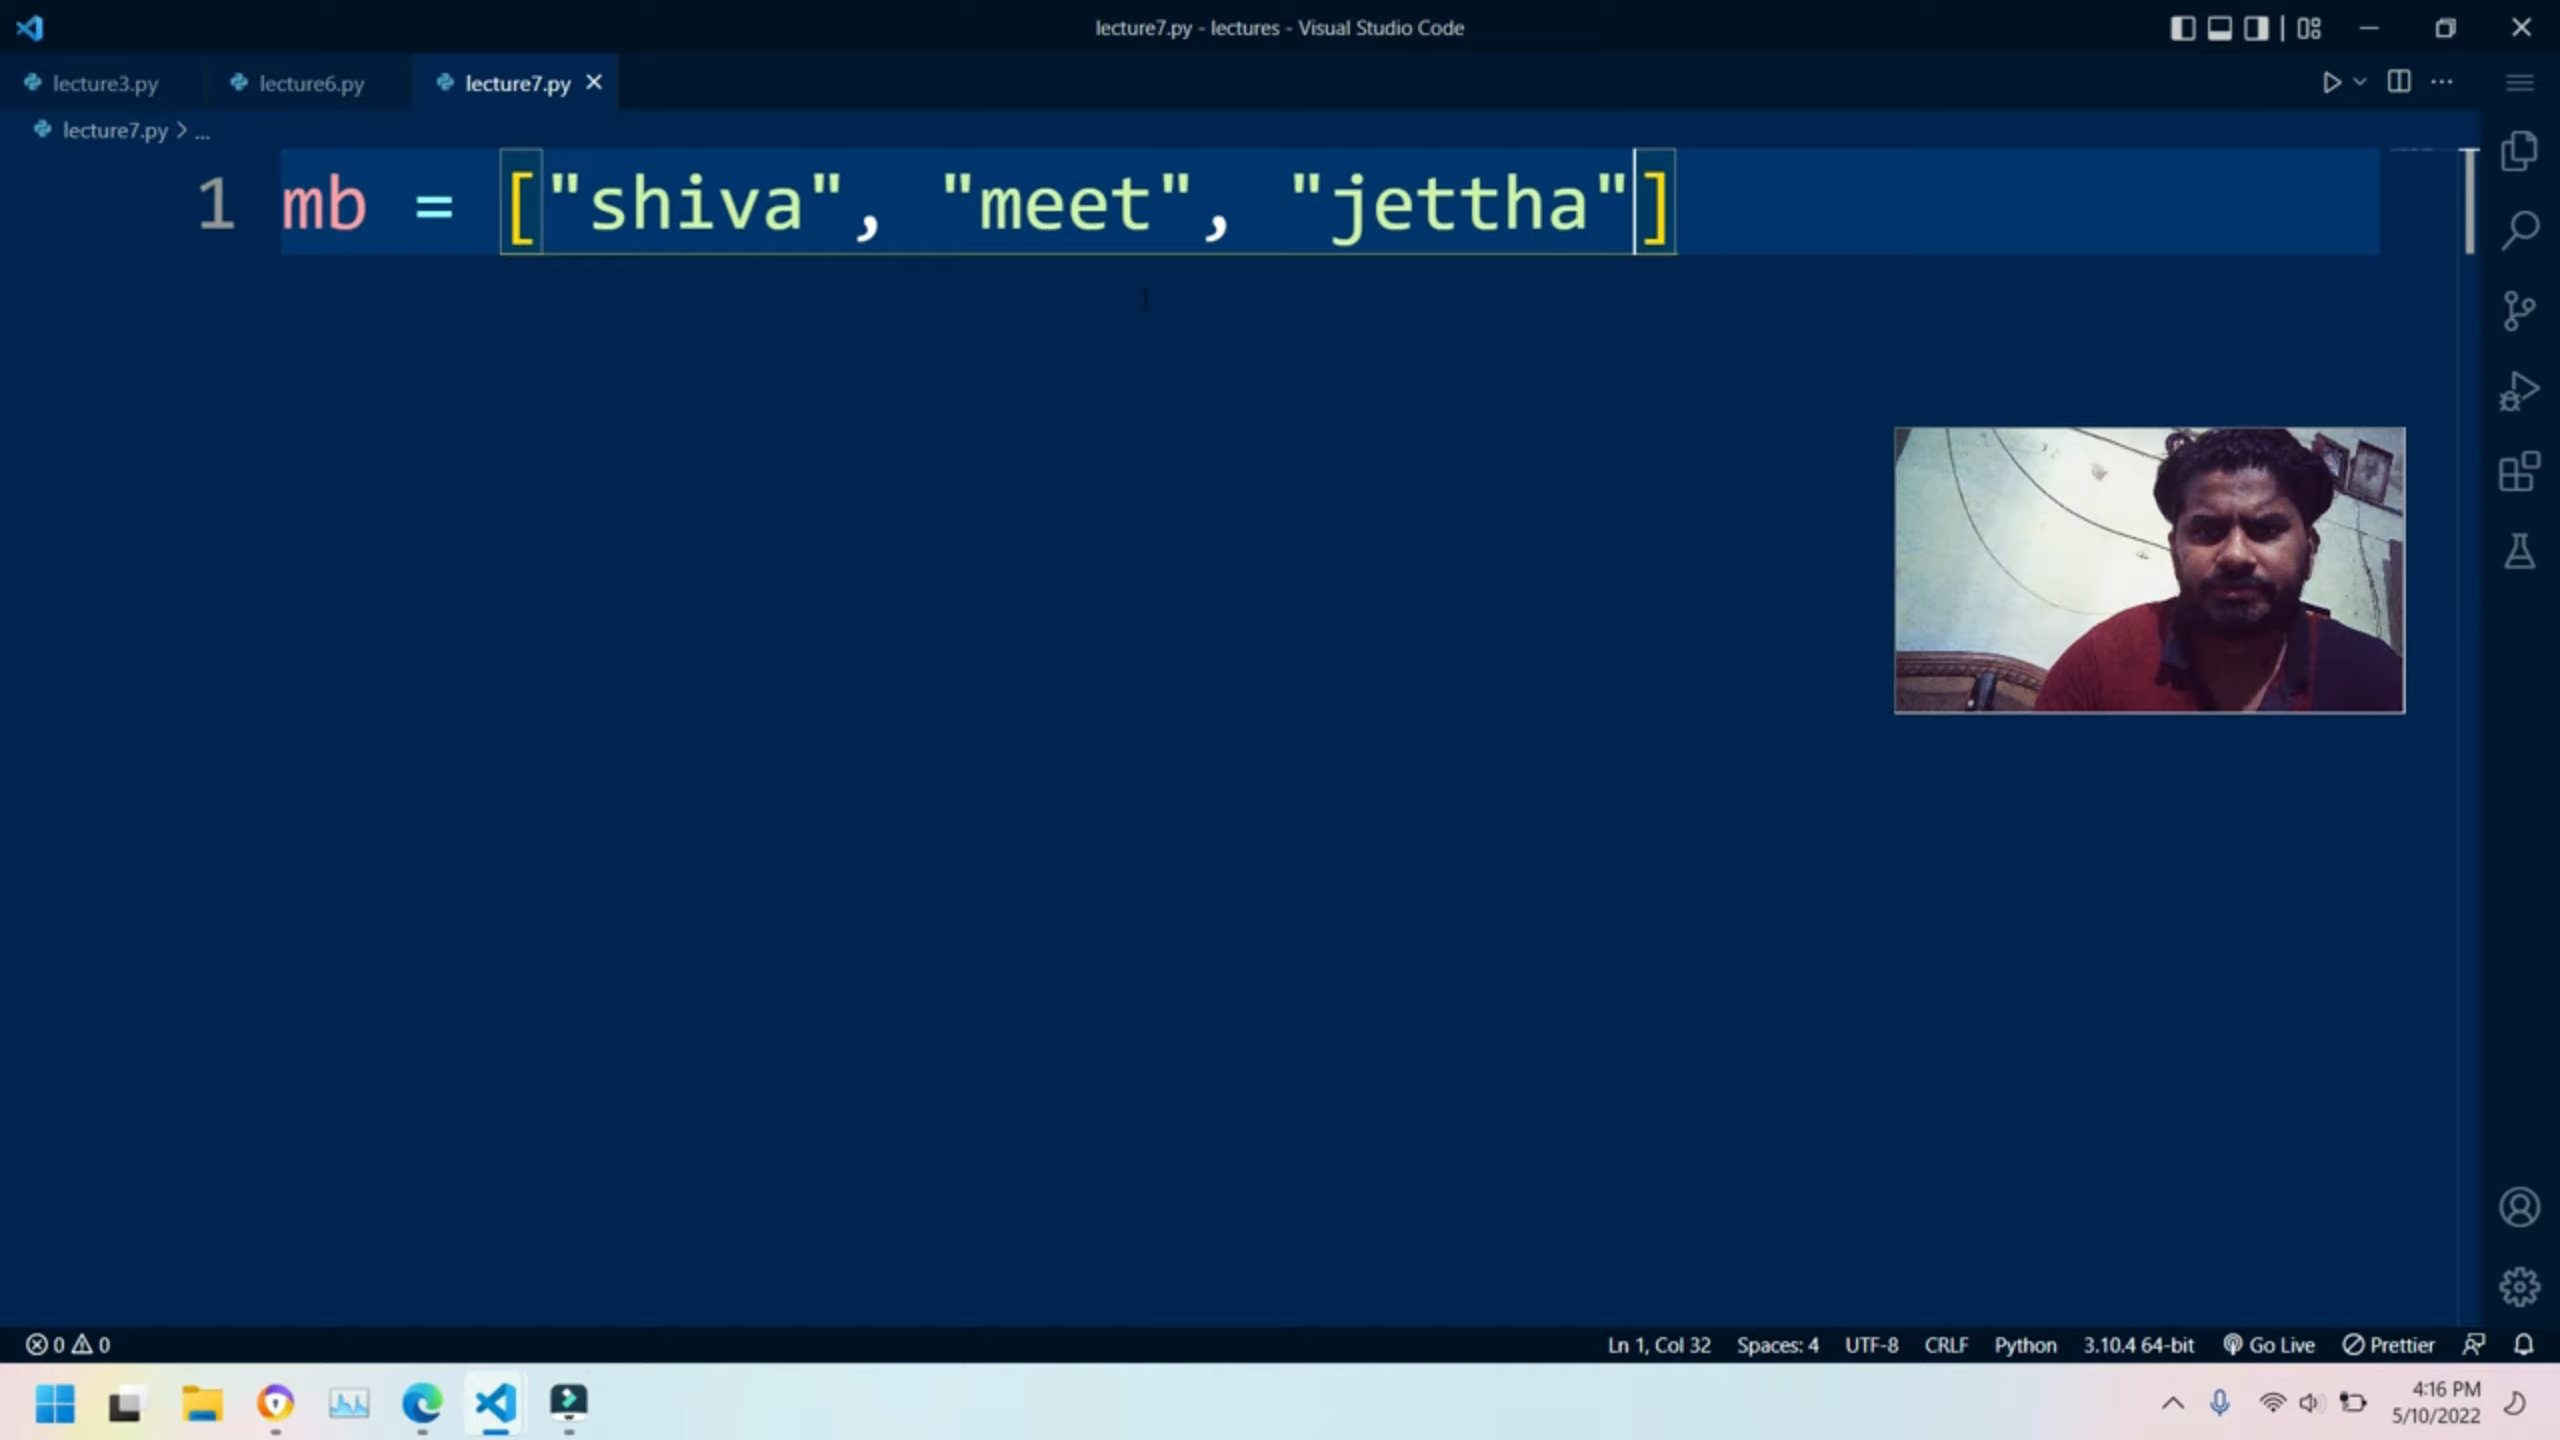 lecture7.py - lectures - Visual Studio Code
lecture3.py lecture6.py lecture7.py
lecture7.py > ...
1 mb = ["shiva", "meet", "jettha"]
0 0 Ln 1, Col 32 Spaces: 4 UTF-8 CRLF Python 3.10.4 64-bit Go Live Prettier
4:16 PM
5/10/2022